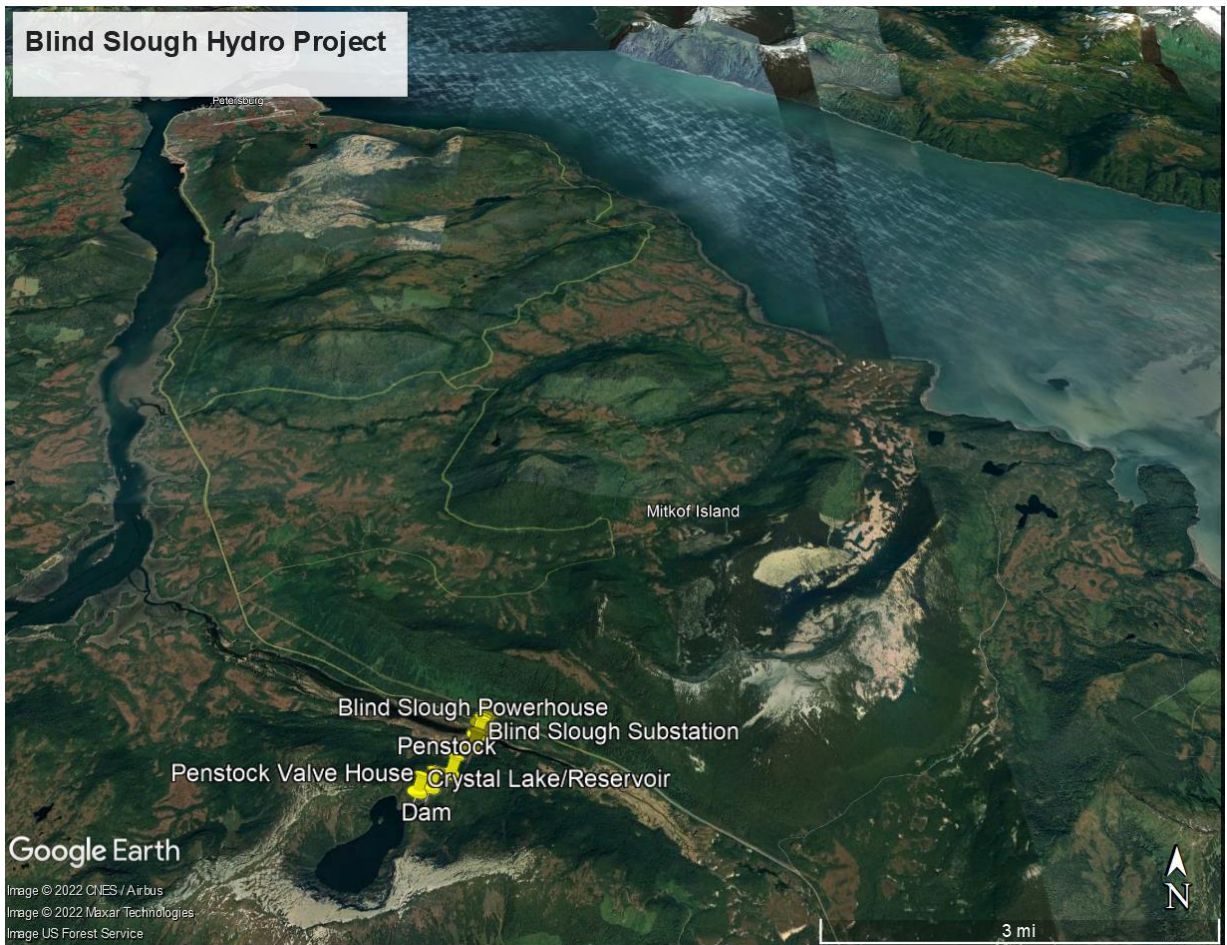 Blind Slough Hydro Project
Petersburg
Mitkof Island
Blind Slough Powerhouse
Blind Slough Substation
Penstock
Penstock Valve House
Crystal Lake/Reservoir
Dam
Google Earth
Image © 2022 CNES / Airbus
Image © 2022 Maxar Technologies
Image US Forest Service
N
3 mi